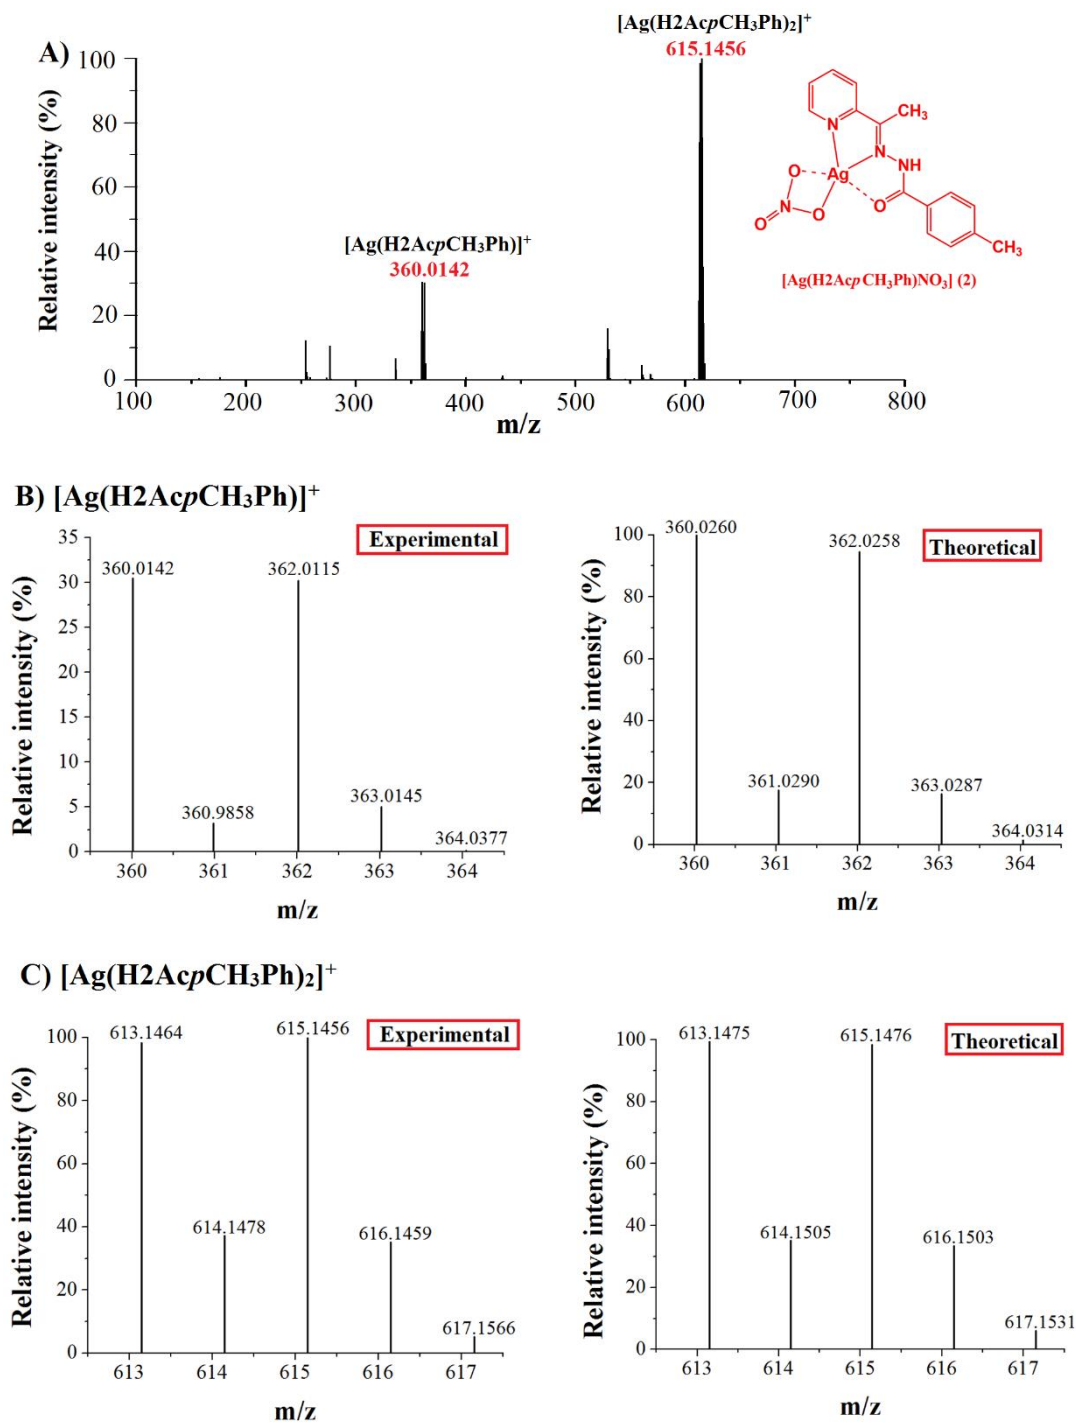 A)
[Ag(H2AcpCH₃Ph)₂]⁺
615.1456
[Ag(H2AcpCH₃Ph)]⁺
360.0142
Relative intensity (%)
100
80
60
40
20
0
100 200 300 400 500 600 700 800
m/z
CH₃
N
N
NH
Ag
O
N
O
O
O
CH₃
[Ag(H2AcpCH₃Ph)NO₃] (2)
B) [Ag(H2AcpCH₃Ph)]⁺
Experimental
Relative intensity (%)
35
30
25
20
15
10
5
0
360.0142
360.9858
362.0115
363.0145
364.0377
360 361 362 363 364
m/z
Theoretical
Relative intensity (%)
100
80
60
40
20
0
360.0260
361.0290
362.0258
363.0287
364.0314
360 361 362 363 364
m/z
C) [Ag(H2AcpCH₃Ph)₂]⁺
Experimental
Relative intensity (%)
100
80
60
40
20
0
613.1464
614.1478
615.1456
616.1459
617.1566
613 614 615 616 617
m/z
Theoretical
Relative intensity (%)
100
80
60
40
20
0
613.1475
614.1505
615.1476
616.1503
617.1531
613 614 615 616 617
m/z